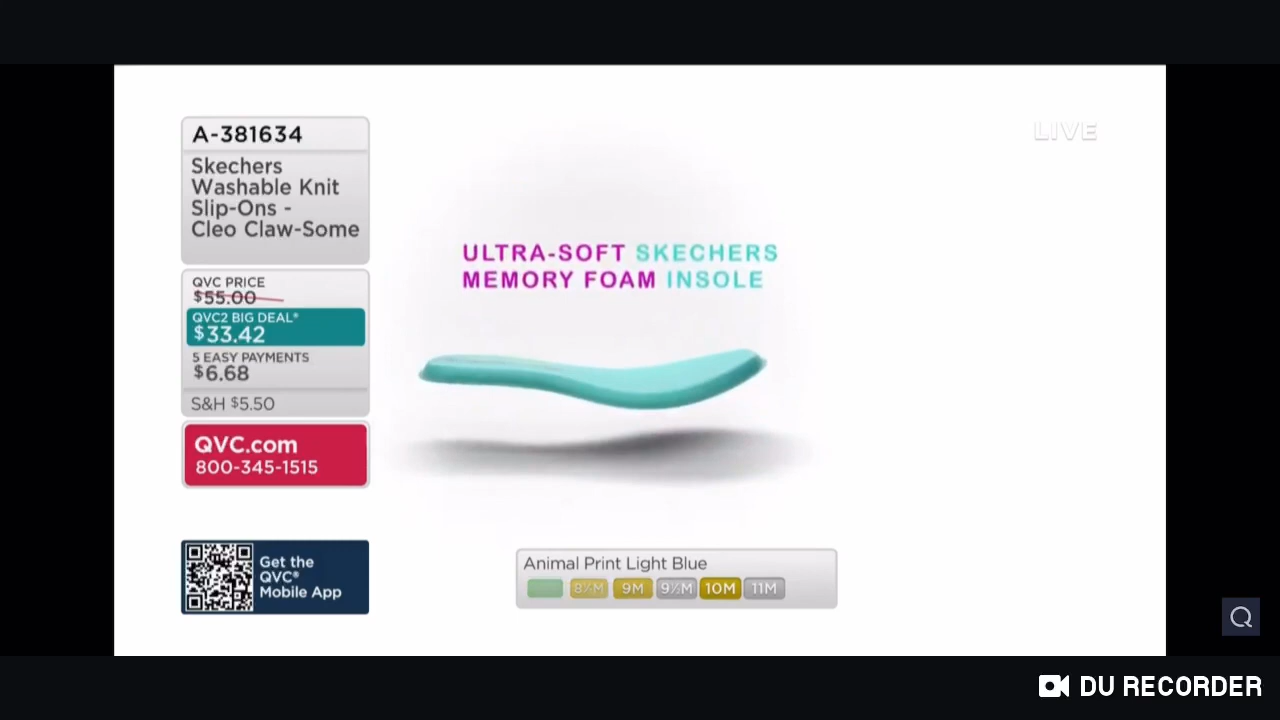 A-381634
Skechers
Washable Knit
Slip-Ons -
Cleo Claw-Some
QVC PRICE
$55.00
QVC2 BIG DEAL®
$33.42
5 EASY PAYMENTS
$6.68
S&H $5.50
QVC.com
800-345-1515
Get the
QVC®
Mobile App
LIVE
ULTRA-SOFT SKECHERS
MEMORY FOAM INSOLE
Animal Print Light Blue
8½M 9M 9½M 10M 11M
DU RECORDER